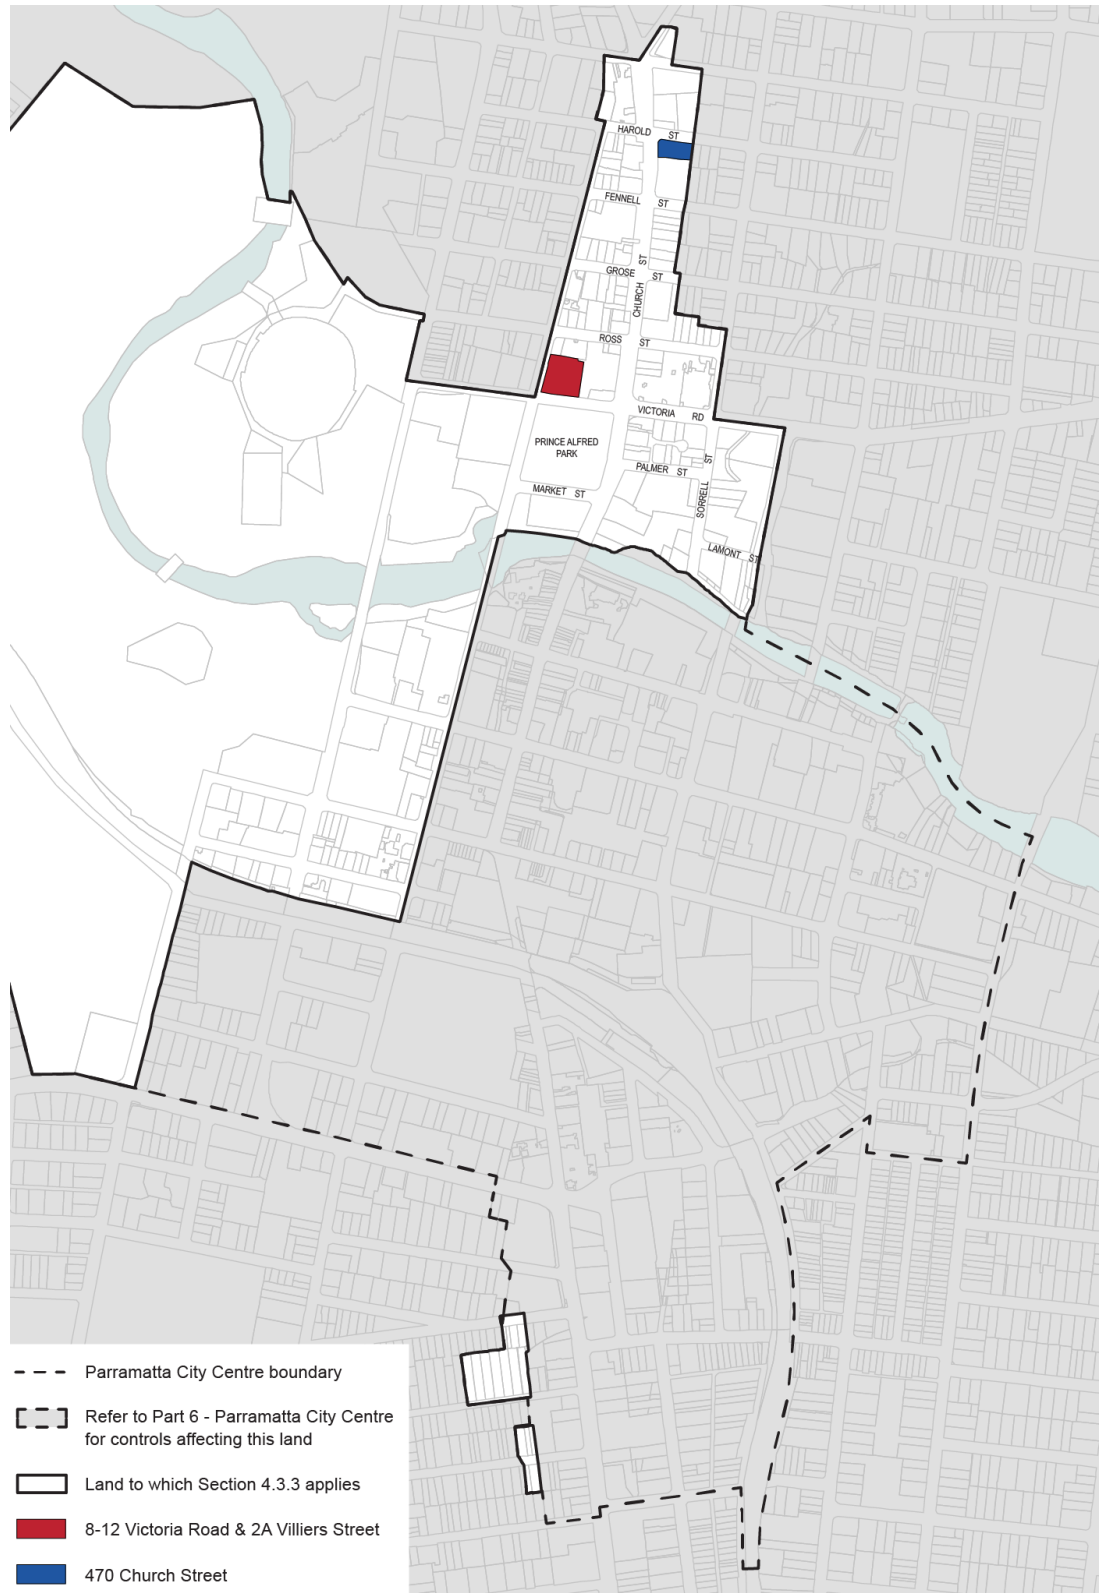 HAROLD ST
FENNELL ST
GROSE ST
CHURCH ST
ROSS ST
VICTORIA RD
PRINCE ALFRED
PARK
PALMER ST
MARKET ST
SORRELL ST
LAMONT ST
Parramatta City Centre boundary
Refer to Part 6 - Parramatta City Centre
for controls affecting this land
Land to which Section 4.3.3 applies
8-12 Victoria Road & 2A Villiers Street
470 Church Street